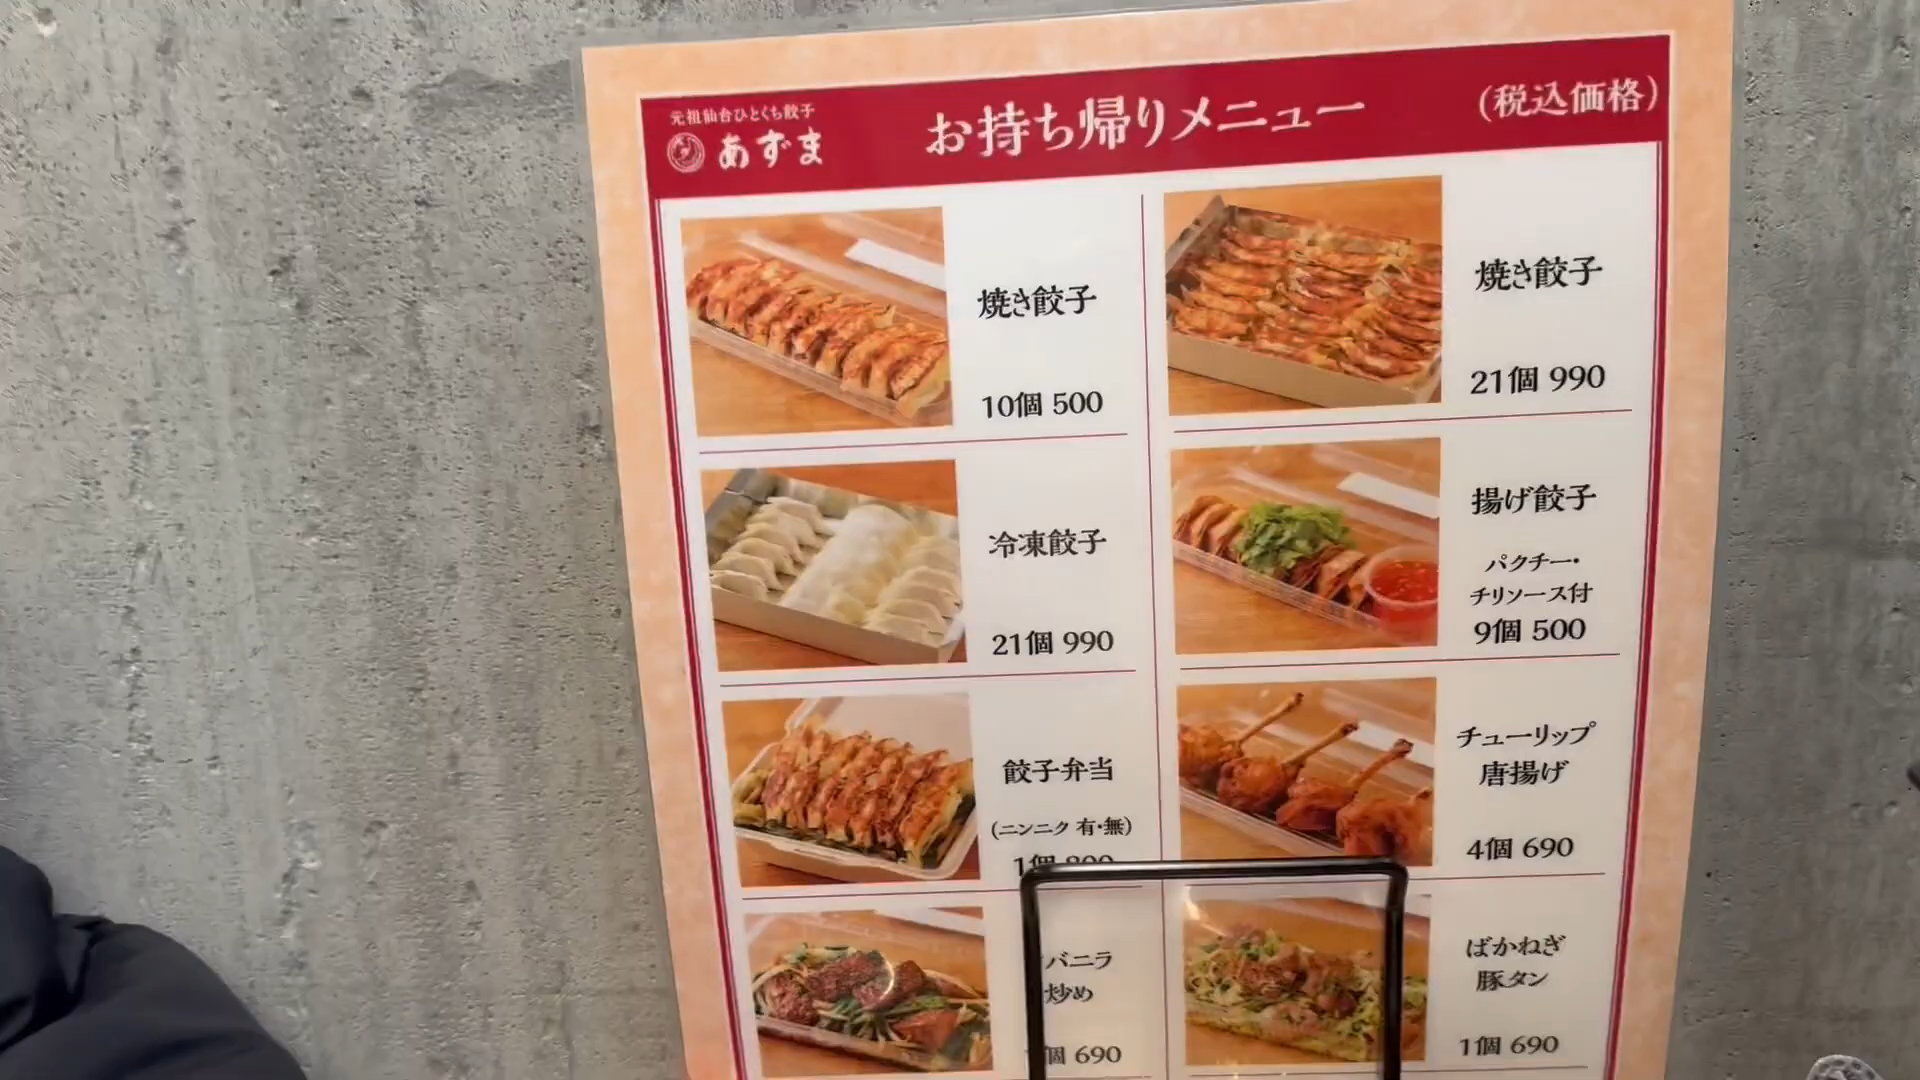 元祖仙台ひとくち餃子
あずま
お持ち帰りメニュー
(税込価格)
焼き餃子
10個 500
焼き餃子
21個 990
冷凍餃子
21個 990
揚げ餃子
パクチー・
チリソース付
9個 500
餃子弁当
(ニンニク 有・無)
1個 800
チューリップ
唐揚げ
4個 690
バニラ
炒め
個 690
ばかねぎ
豚タン
1個 690